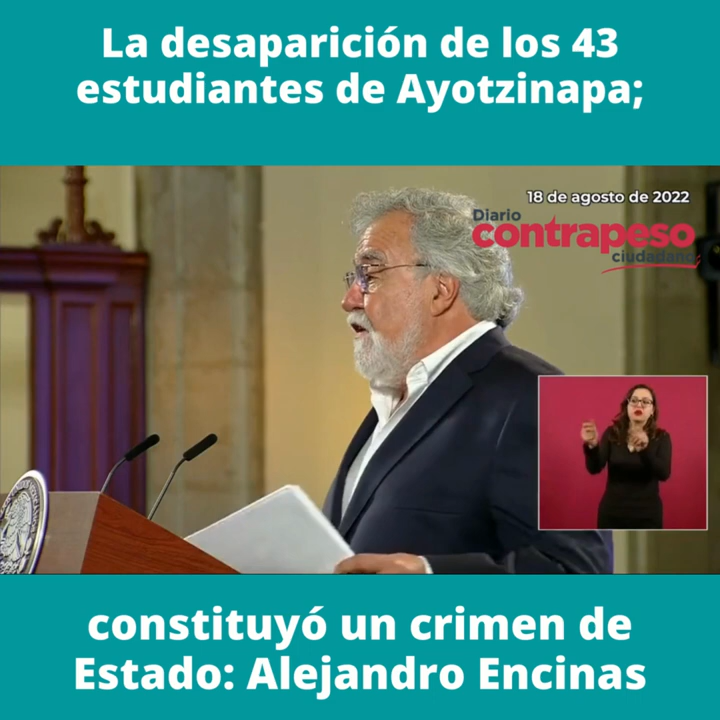 La desaparición de los 43
estudiantes de Ayotzinapa;
18 de agosto de 2022
Diario
contrapeso
ciudadano
constituyó un crimen de
Estado: Alejandro Encinas